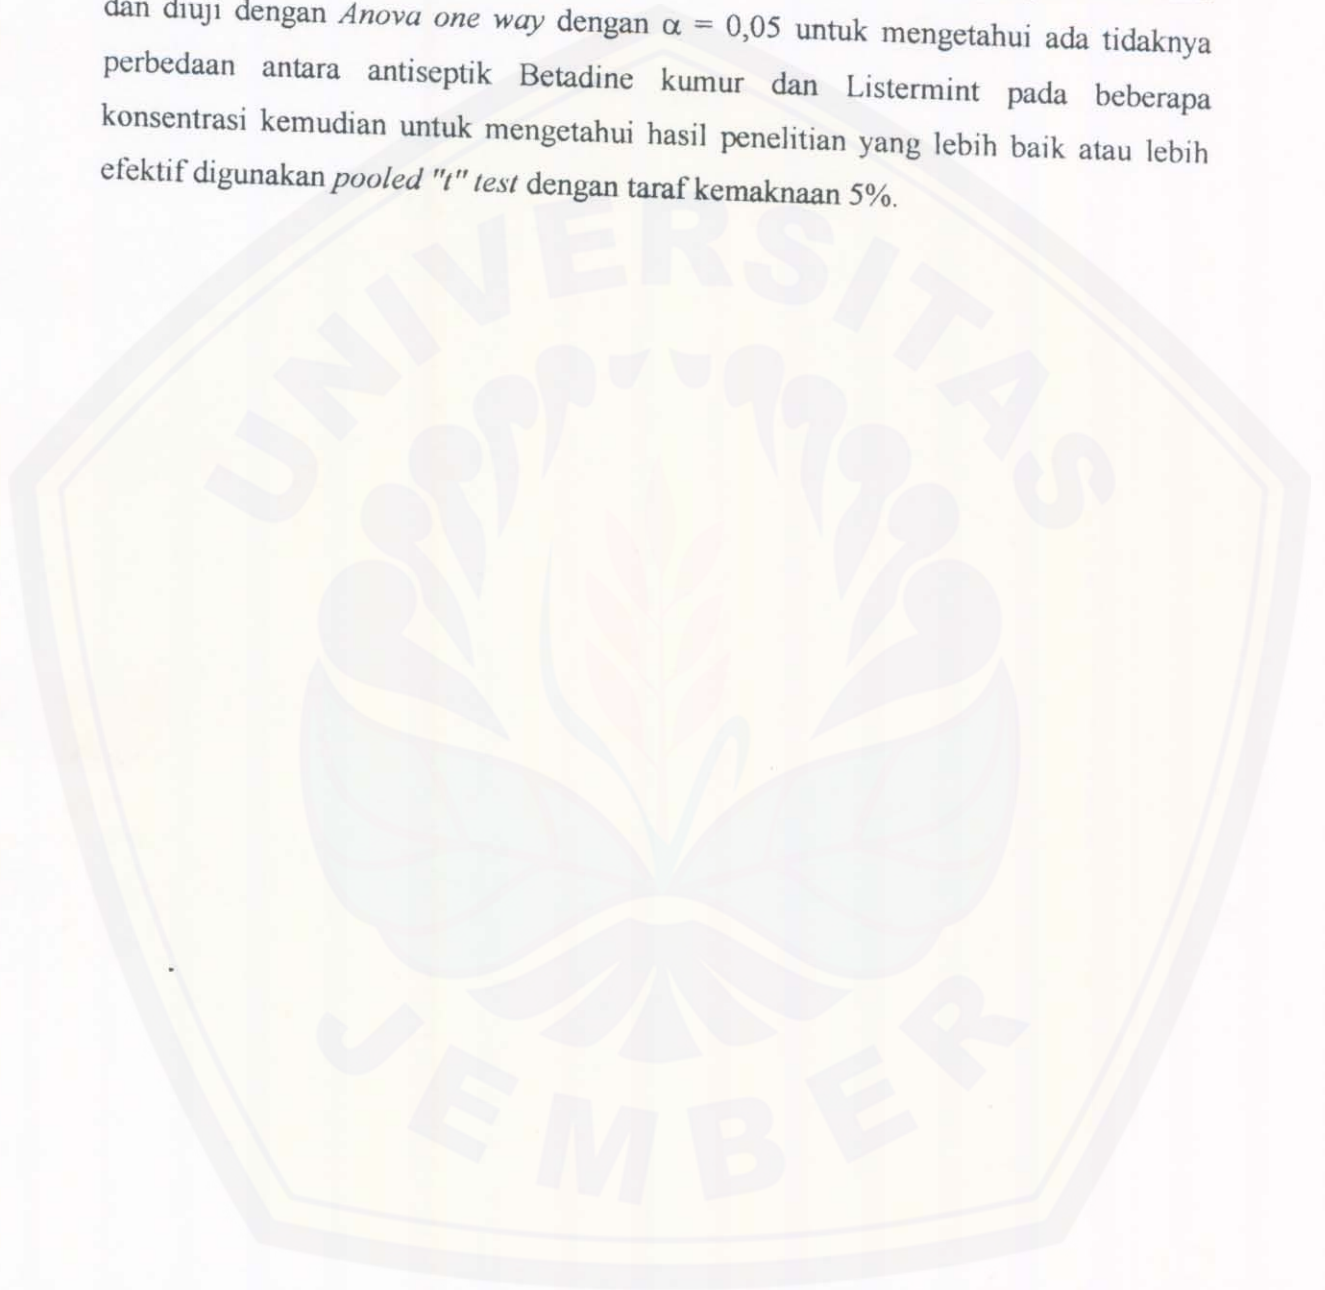 dan diuji dengan Anova one way dengan α = 0,05 untuk mengetahui ada tidaknya
perbedaan antara antiseptik Betadine kumur dan Listermint pada beberapa
konsentrasi kemudian untuk mengetahui hasil penelitian yang lebih baik atau lebih
efektif digunakan pooled "t" test dengan taraf kemaknaan 5%.
UNIVERSITAS
JEMBER